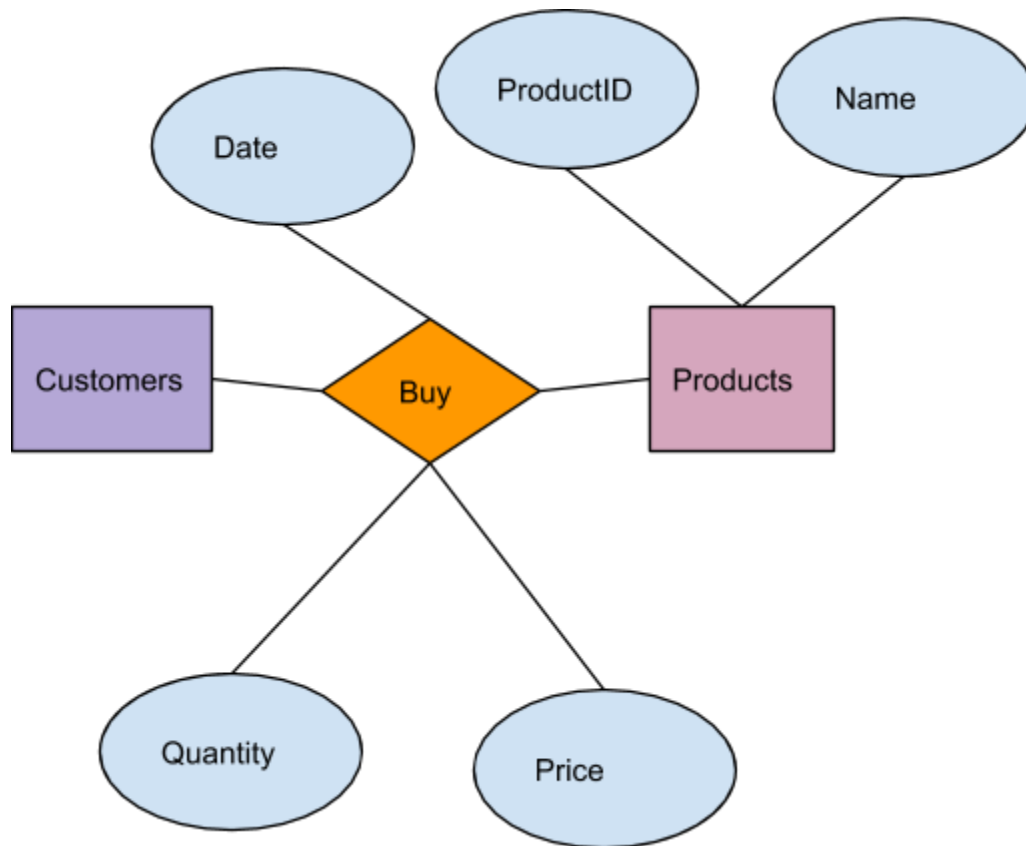 ProductID
Name
Date
Customers
Buy
Products
Quantity
Price